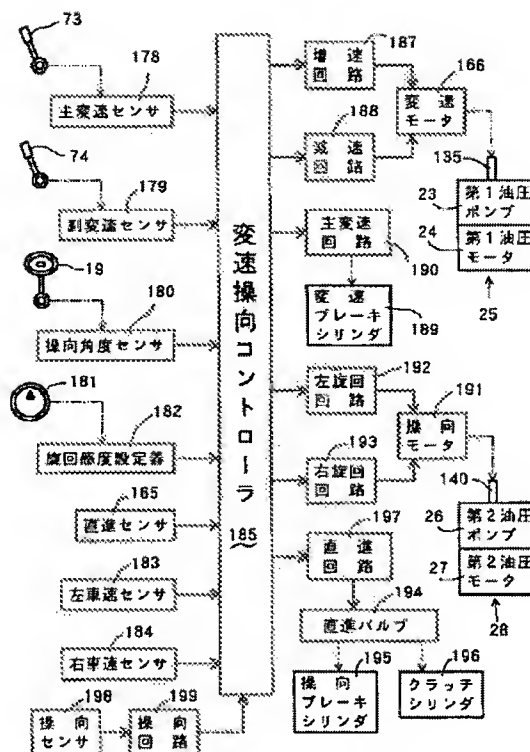 73
178
主変速センサ
74
179
副変速センサ
19
180
操向角度センサ
181
182
旋回感度設定器
165
直進センサ
183
左車速センサ
184
右車速センサ
198
操向
センサ
199
操向
回路
変速操向コントローラ
185
187
増速
回路
188
減速
回路
166
変速
モータ
135
23
第1油圧
ポンプ
24
第1油圧
モータ
25
主変速
回路
190
変速
ブレーキ
シリンダ
189
192
左旋回
回路
193
右旋回
回路
191
操向
モータ
140
26
第2油圧
ポンプ
27
第2油圧
モータ
28
197
直進
回路
194
直進バルブ
195
操向
ブレーキ
シリンダ
196
クラッチ
シリンダ